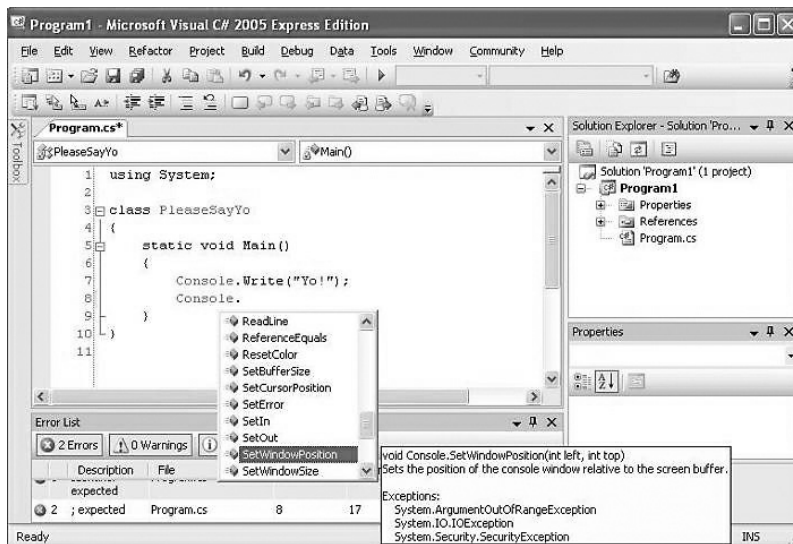 Program1 - Microsoft Visual C# 2005 Express Edition
File Edit View Refactor Project Build Debug Data Tools Window Community Help
Toolbox
Program.cs*
PleaseSayYo Main()
1 using System;
2
3 class PleaseSayYo
4 {
5 static void Main()
6 {
7 Console.Write("Yo!");
8 Console.
9 }
10 }
11
ReadLine
ReferenceEquals
ResetColor
SetBufferSize
SetCursorPosition
SetError
SetIn
SetOut
SetWindowPosition
SetWindowSize
void Console.SetWindowPosition(int left, int top)
Sets the position of the console window relative to the screen buffer.
Exceptions:
System.ArgumentOutOfRangeException
System.IO.IOException
System.Security.SecurityException
Solution Explorer - Solution 'Pro...
Solution 'Program1' (1 project)
Program1
Properties
References
Program.cs
Properties
Error List
2 Errors 0 Warnings
Description File
expected
2 ; expected Program.cs 8 17
Ready INS